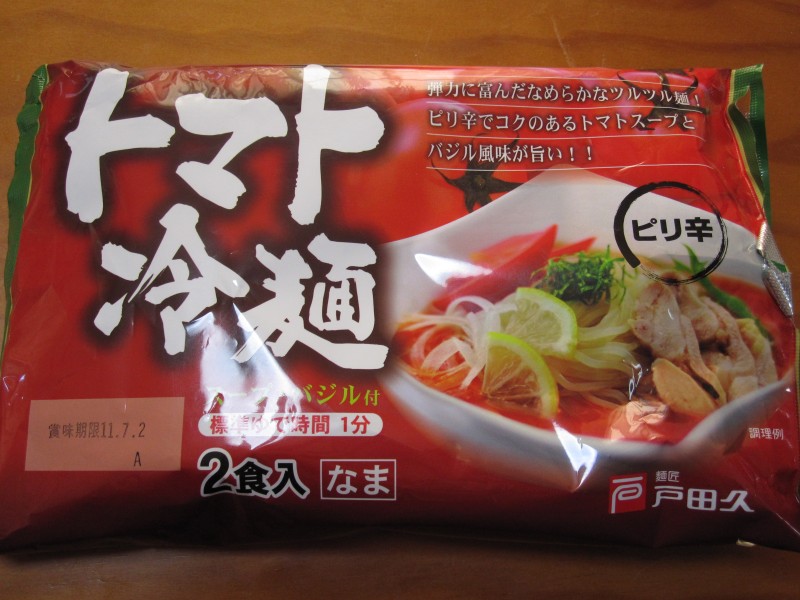 弾力に富んだなめらかなツルツル麺！
ピリ辛でコクのあるトマトスープと
バジル風味が旨い！！
トマト
冷麺
ピリ辛
バジル付
標準ゆで時間 1分
賞味期限11.7.2
A
2食入 なま
調理例
麺匠
戸田久